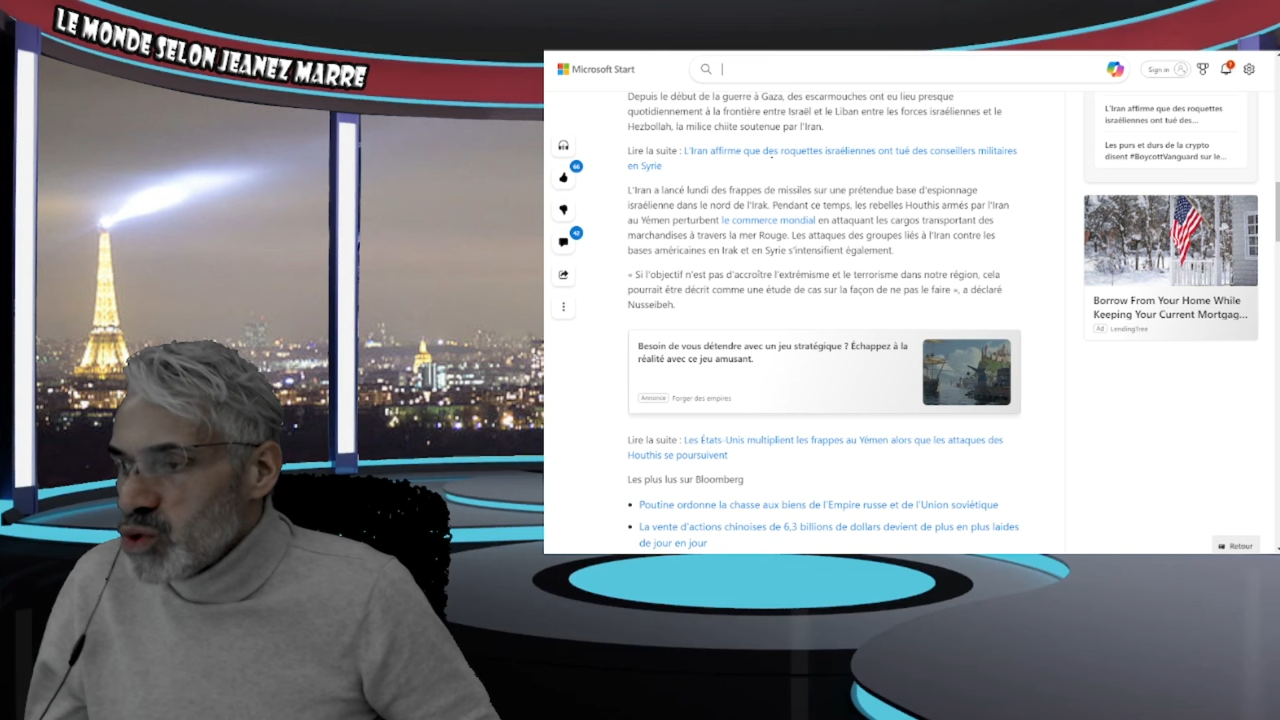 LE MONDE SELON JEANEZ MARRE
Microsoft Start
Sign in
Depuis le début de la guerre à Gaza, des escarmouches ont eu lieu presque
quotidiennement à la frontière entre Israël et le Liban entre les forces israéliennes et le
Hezbollah, la milice chiite soutenue par l'Iran.
Lire la suite : L'Iran affirme que des roquettes israéliennes ont tué des conseillers militaires
en Syrie
66
42
L'Iran a lancé lundi des frappes de missiles sur une prétendue base d'espionnage
israélienne dans le nord de l'Irak. Pendant ce temps, les rebelles Houthis armés par l'Iran
au Yémen perturbent le commerce mondial en attaquant les cargos transportant des
marchandises à travers la mer Rouge. Les attaques des groupes liés à l'Iran contre les
bases américaines en Irak et en Syrie s'intensifient également.
« Si l'objectif n'est pas d'accroître l'extrémisme et le terrorisme dans notre région, cela
pourrait être décrit comme une étude de cas sur la façon de ne pas le faire », a déclaré
Nusseibeh.
Besoin de vous détendre avec un jeu stratégique ? Échappez à la
réalité avec ce jeu amusant.
Annonce Forger des empires
Lire la suite : Les États-Unis multiplient les frappes au Yémen alors que les attaques des
Houthis se poursuivent
Les plus lus sur Bloomberg
• Poutine ordonne la chasse aux biens de l'Empire russe et de l'Union soviétique
• La vente d'actions chinoises de 6,3 billions de dollars devient de plus en plus laides
de jour en jour
L'Iran affirme que des roquettes
israéliennes ont tué des...
Les purs et durs de la crypto
disent #BoycottVanguard sur le...
Borrow From Your Home While
Keeping Your Current Mortgag...
Ad LendingTree
Retour